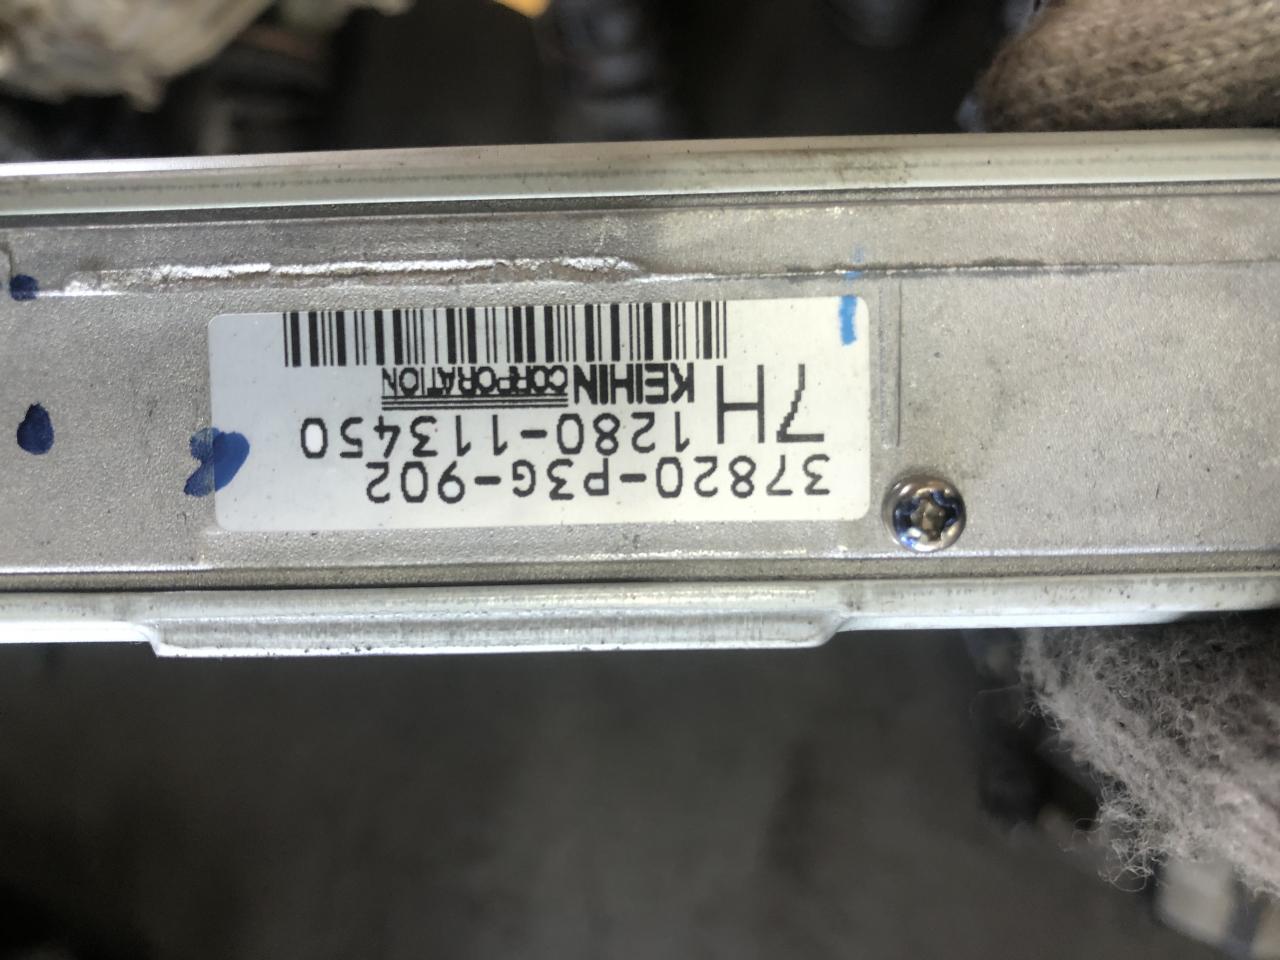 37820-P3G-902
1280-113450
7H KEIHIN CORPORATION